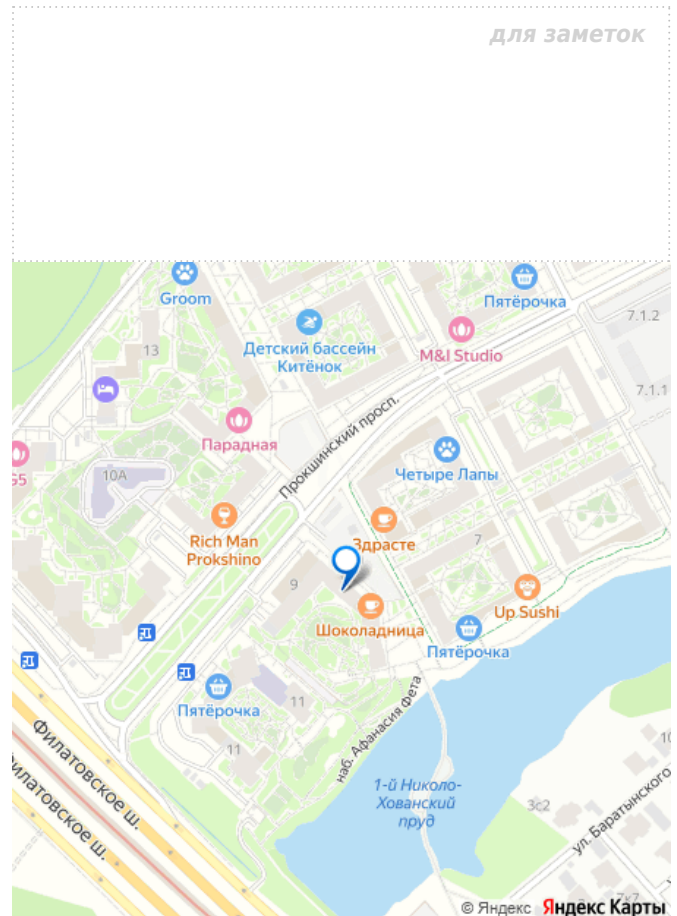 для заметок
Groom
Пятёрочка
7.1.2
Детский бассейн
Китёнок
M&I Studio
13
7.1.1
Прокшинский просп.
Парадная
Четыре Лапы
10А
Rich Man
Prokshino
Здрасте
7
9
Up Sushi
Шоколадница
Пятёрочка
Пятёрочка
11
11
наб. Афанасия Фета
Филатовское ш.
Филатовское ш.
1-й Николо-
Хованский
пруд
3с2
ул. Баратынского
7к7
© Яндекс Яндекс Карты